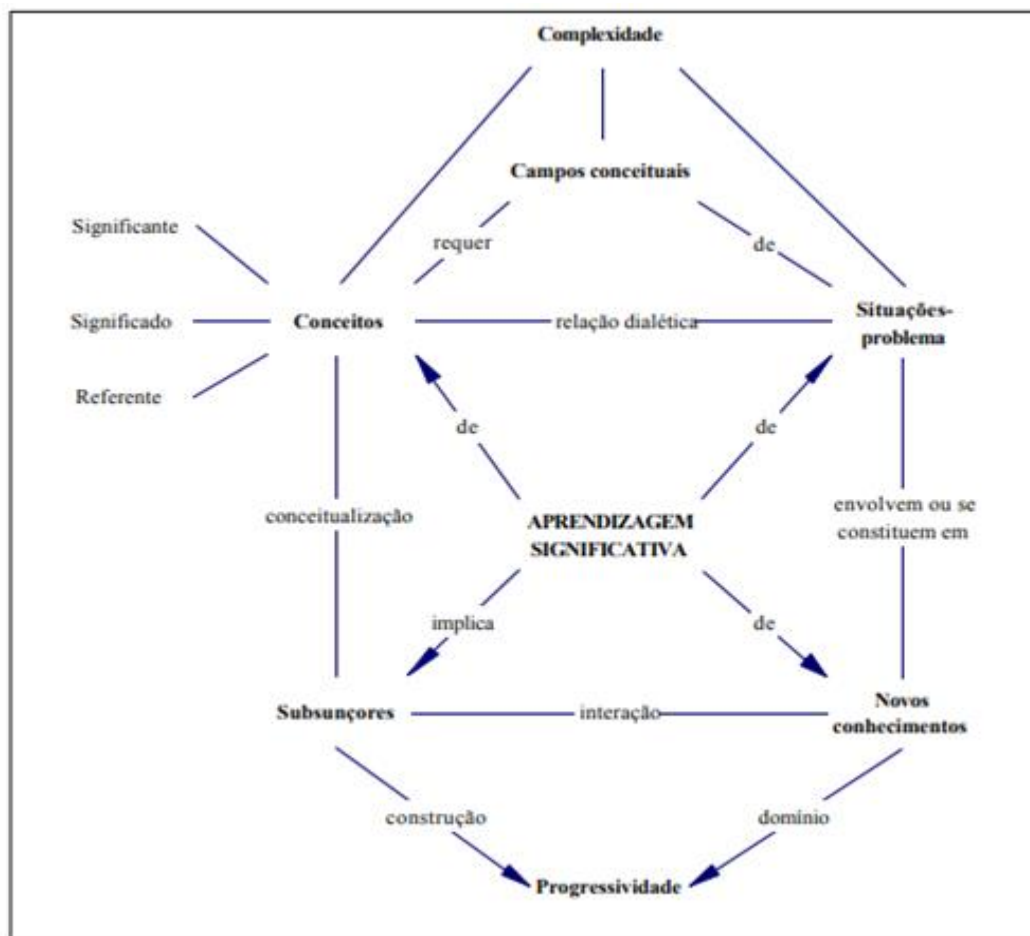 Complexidade
Campos conceituais
Significante
requer
de
Significado
Conceitos
relação dialética
Situações-
problema
Referente
de
de
conceitualização
APRENDIZAGEM
SIGNIFICATIVA
envolvem ou se
constituem em
implica
de
Subsunçores
interação
Novos
conhecimentos
construção
domínio
Progressividade